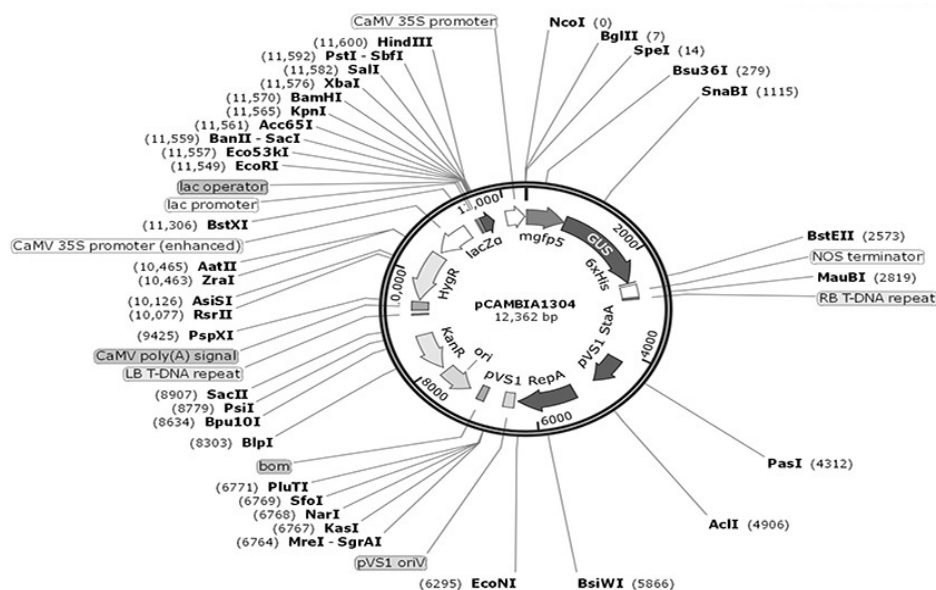 CaMV 35S promoter
(11,600) HindIII
(11,592) PstI - SbfI
(11,582) SalI
(11,576) XbaI
(11,570) BamHI
(11,565) KpnI
(11,561) Acc65I
(11,559) BanII - SacI
(11,557) Eco53kI
(11,549) EcoRI
lac operator
lac promoter
(11,306) BstXI
CaMV 35S promoter (enhanced)
(10,465) AatII
(10,463) ZraI
(10,126) AsiSI
(10,077) RsrII
(9425) PspXI
CaMV poly(A) signal
LB T-DNA repeat
(8907) SacII
(8779) PsiI
(8634) Bpu10I
(8303) BlpI
bom
(6771) PluTI
(6769) SfoI
(6768) NarI
(6767) KasI
(6764) MreI - SgrAI
pVS1 oriV
(6295) EcoNI
NcoI (0)
BglII (7)
SpeI (14)
Bsu36I (279)
SnaBI (1115)
BstEII (2573)
NOS terminator
MauBI (2819)
RB T-DNA repeat
PasI (4312)
AclI (4906)
BsiWI (5866)
mgfp5
GUS
6xHis
pVS1 StaA
pVS1 RepA
ori
KanR
HygR
lacZα
2000
4000
6000
8000
pCAMBIA1304
12,362 bp